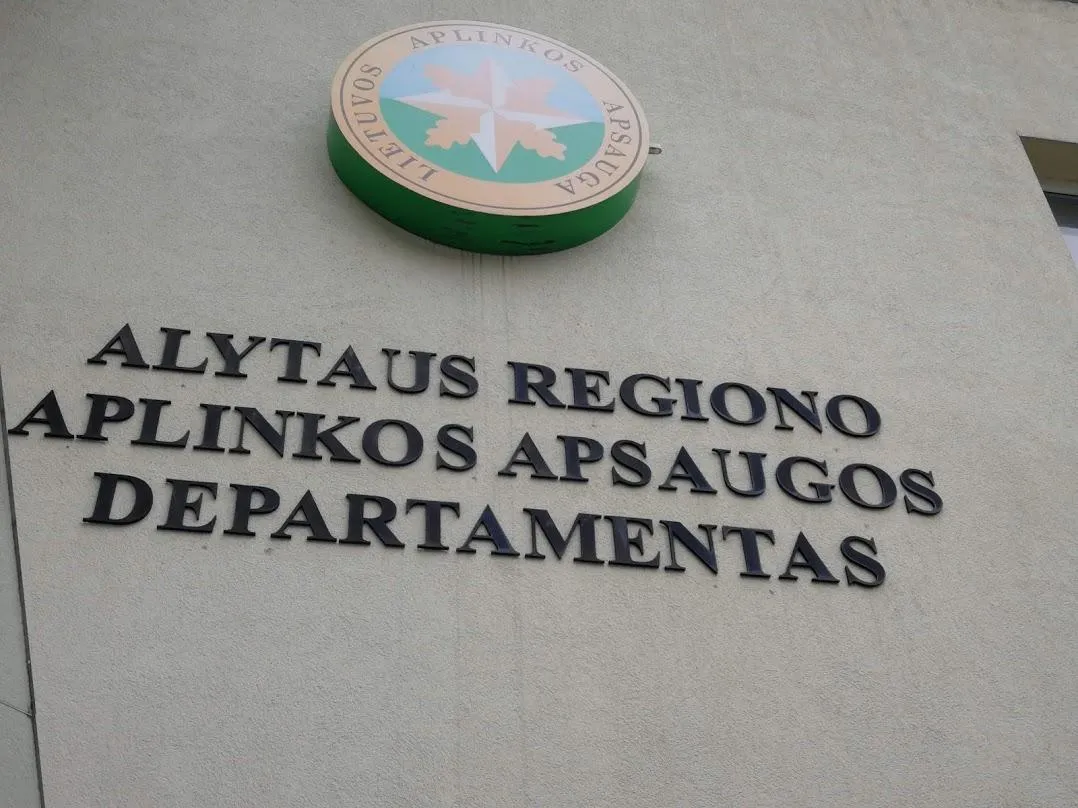 LIETUVOS APLINKOS APSAUGA
ALYTAUS REGIONO
APLINKOS APSAUGOS
DEPARTAMENTAS